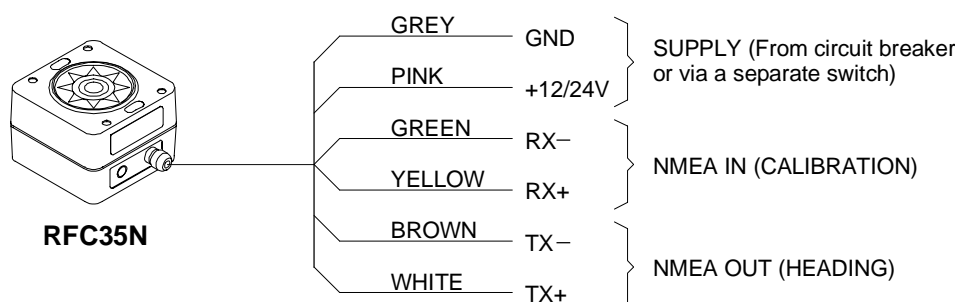 GREY GND
PINK +12/24V
SUPPLY (From circuit breaker
or via a separate switch)
GREEN RX−
YELLOW RX+
NMEA IN (CALIBRATION)
RFC35N
BROWN TX−
WHITE TX+
NMEA OUT (HEADING)